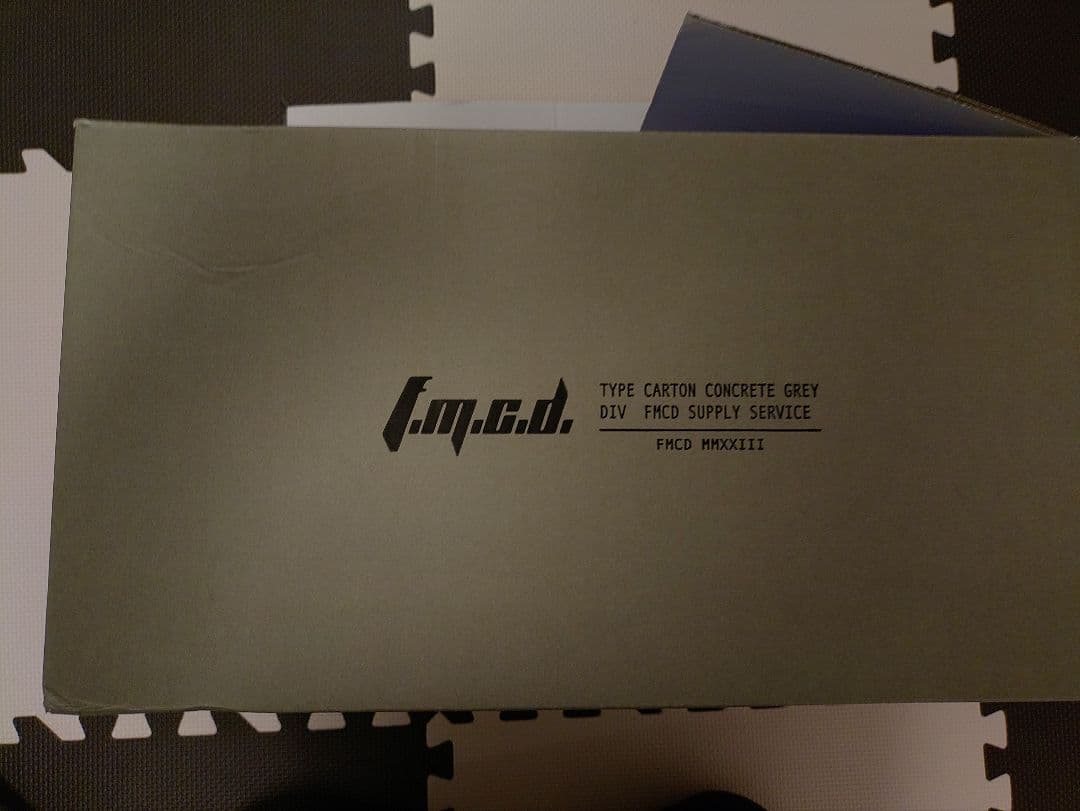 f.m.c.d.
TYPE CARTON CONCRETE GREY
DIV FMCD SUPPLY SERVICE
FMCD MMXXIII